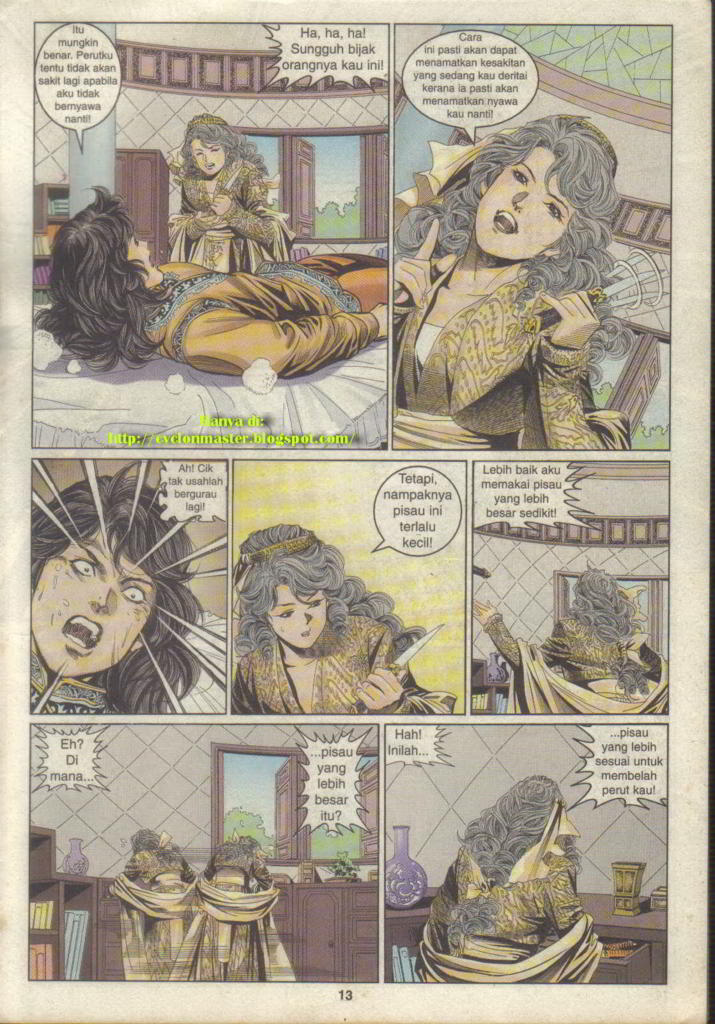 Itu
mungkin
benar. Perutku
tentu tidak akan
sakit lagi apabila
aku tidak
bernyawa
nanti!
Ha, ha, ha!
Sungguh bijak
orangnya kau ini!
Cara
ini pasti akan dapat
menamatkan kesakitan
yang sedang kau deritai
kerana ia pasti akan
menamatkan nyawa
kau nanti!
Hanya di:
http://cyclonmaster.blogspot.com/
Ah! Cik
tak usahlah
bergurau
lagi!
Tetapi,
nampaknya
pisau ini
terlalu
kecil!
Lebih baik aku
memakai pisau
yang lebih
besar sedikit!
Eh?
Di
mana...
...pisau
yang
lebih
besar
itu?
Hah!
Inilah...
...pisau
yang lebih
sesuai untuk
membelah
perut kau!
13